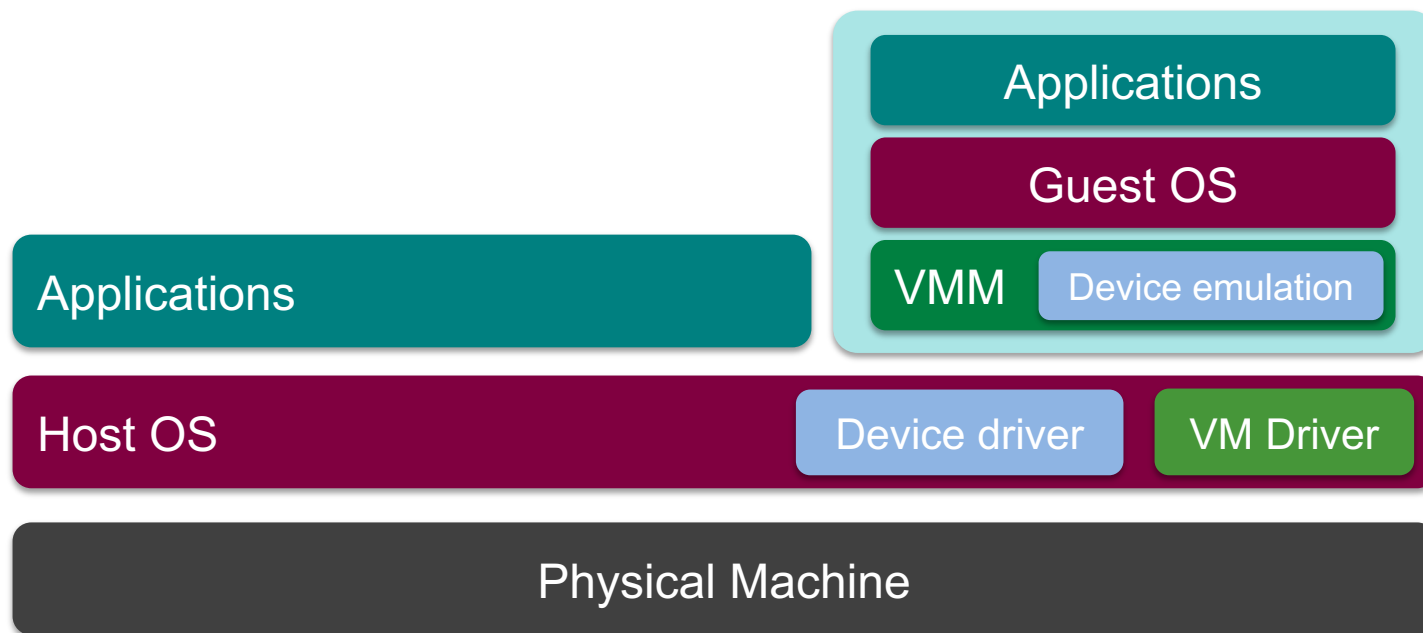 Applications
Guest OS
VMM
Device emulation
Applications
Host OS
Device driver
VM Driver
Physical Machine